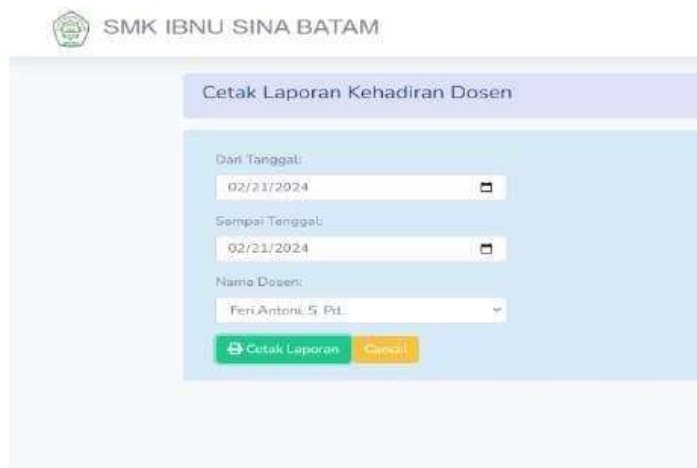 SMK IBNU SINA BATAM
Cetak Laporan Kehadiran Dosen
Dari Tanggal:
02/21/2024
Sampai Tanggal:
02/21/2024
Nama Dosen:
Feri Antoni, S. Pd..
Cetak Laporan Cancel